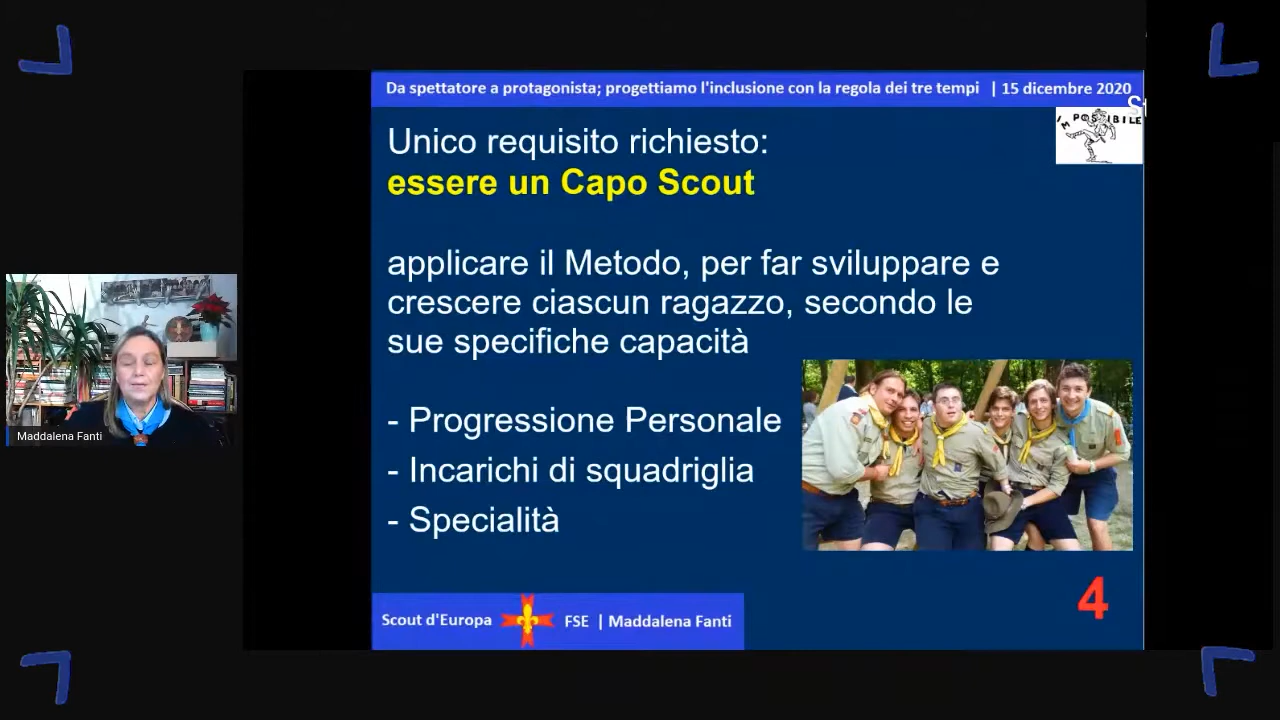 Da spettatore a protagonista; progettiamo l'inclusione con la regola dei tre tempi | 15 dicembre 2020
St
IMPOSSIBILE
Unico requisito richiesto:
essere un Capo Scout
applicare il Metodo, per far sviluppare e
crescere ciascun ragazzo, secondo le
sue specifiche capacità
- Progressione Personale
- Incarichi di squadriglia
- Specialità
Maddalena Fanti
4
Scout d'Europa FSE | Maddalena Fanti